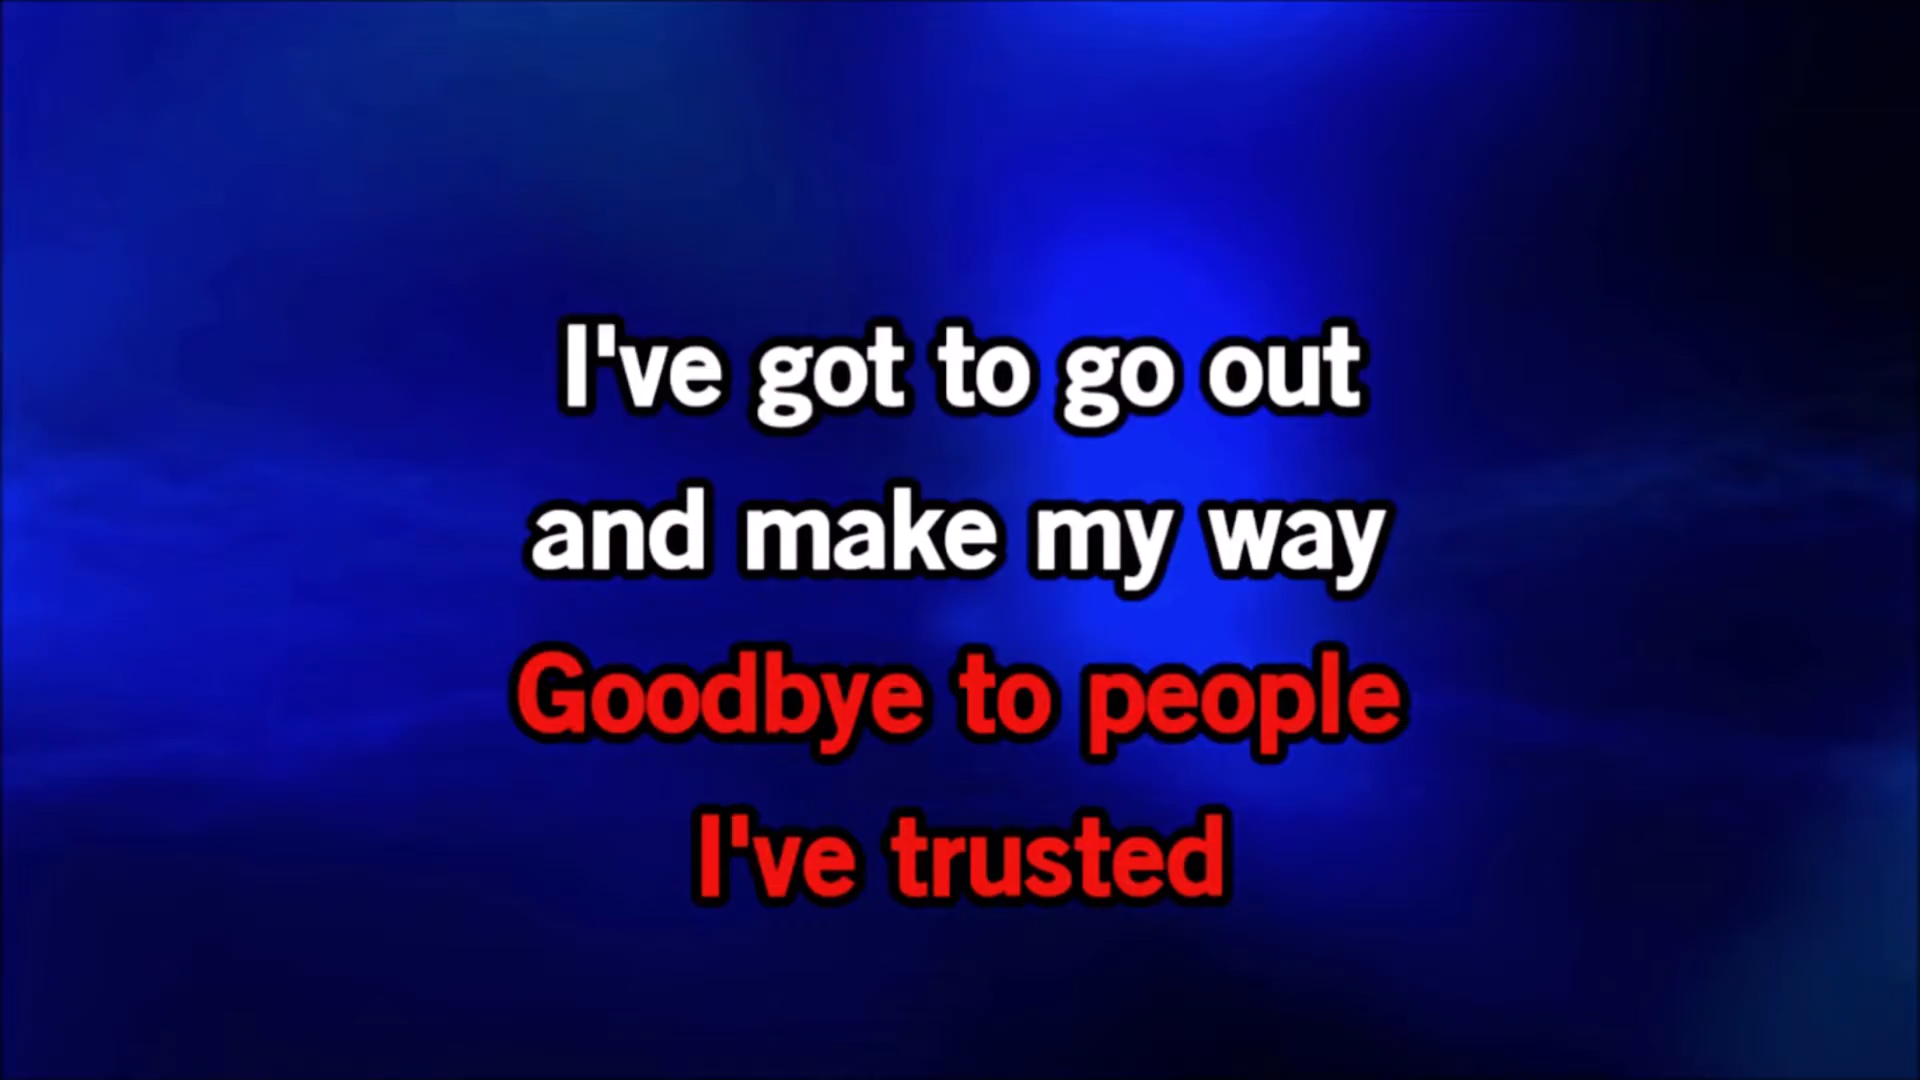 I've got to go out
and make my way
Goodbye to people
I've trusted